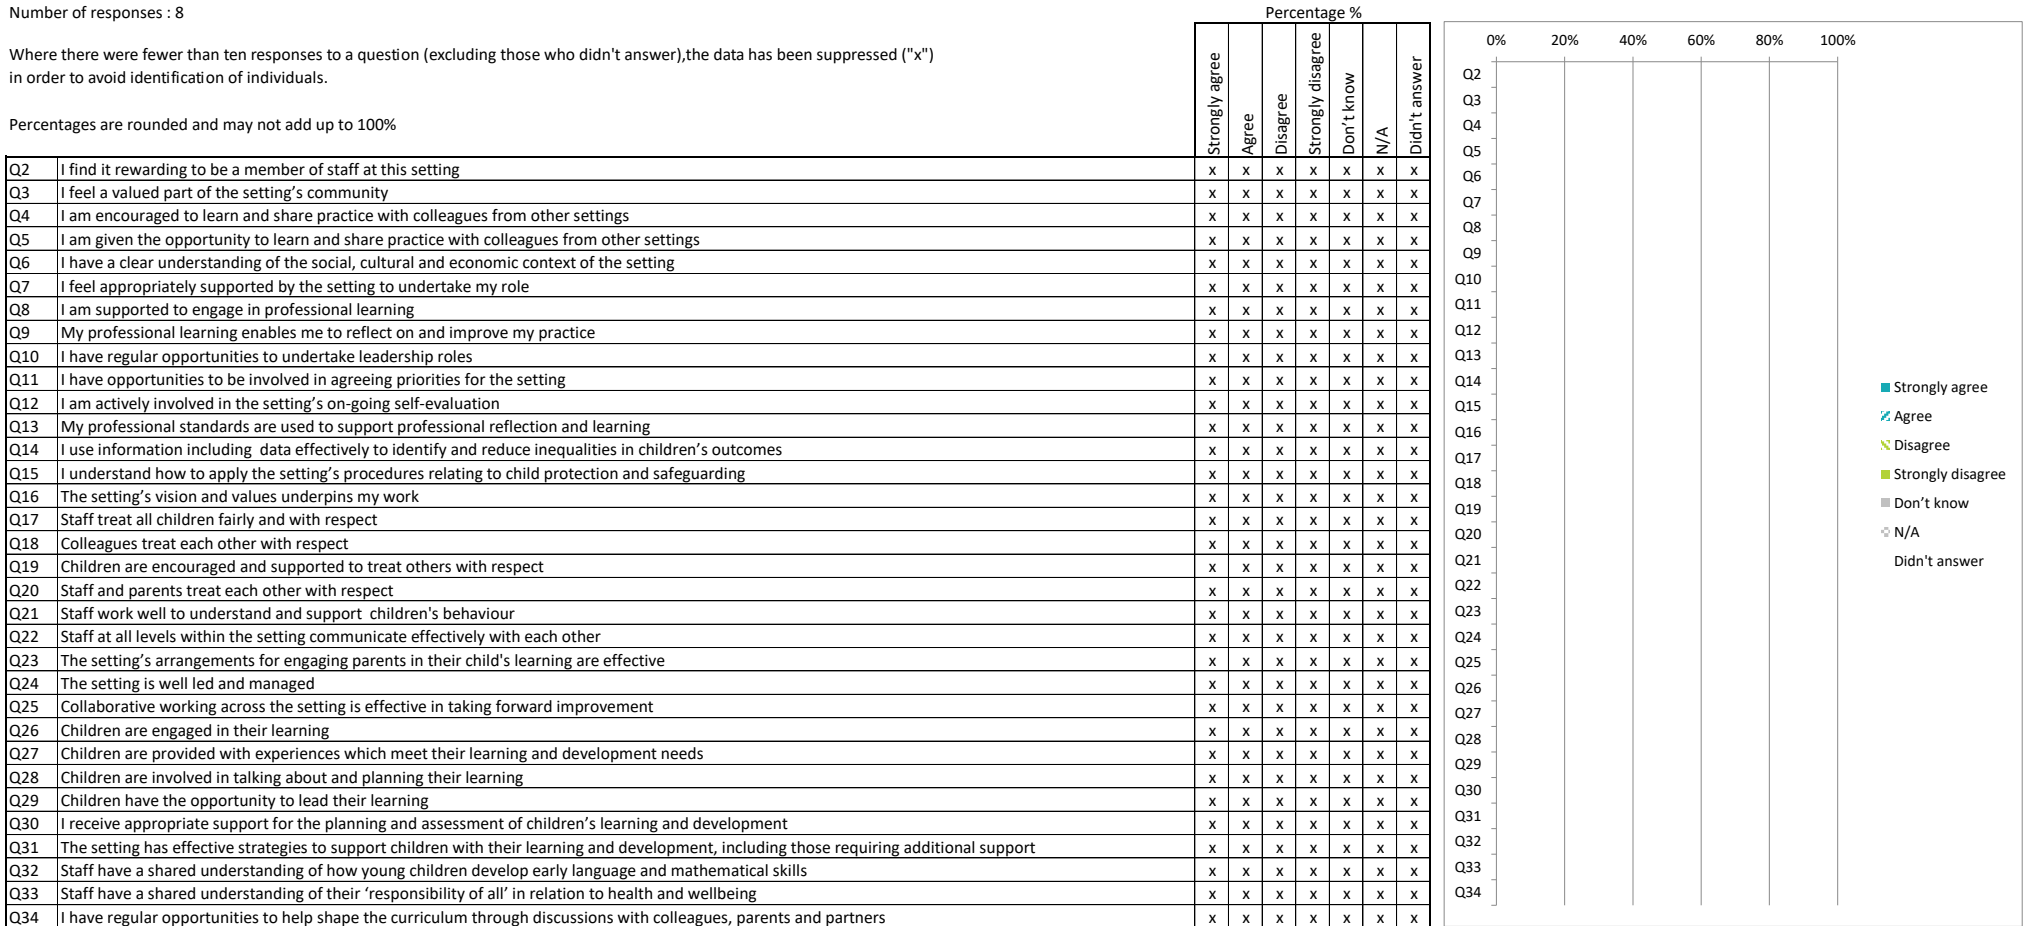 Number of responses : 8
Percentage %
Where there were fewer than ten responses to a question (excluding those who didn't answer),the data has been suppressed ("x")
in order to avoid identification of individuals.
Percentages are rounded and may not add up to 100%
Strongly agree
Agree
Disagree
Strongly disagree
Don't know
N/A
Didn't answer
Q2 I find it rewarding to be a member of staff at this setting x x x x x x x
Q3 I feel a valued part of the setting's community x x x x x x x
Q4 I am encouraged to learn and share practice with colleagues from other settings x x x x x x x
Q5 I am given the opportunity to learn and share practice with colleagues from other settings x x x x x x x
Q6 I have a clear understanding of the social, cultural and economic context of the setting x x x x x x x
Q7 I feel appropriately supported by the setting to undertake my role x x x x x x x
Q8 I am supported to engage in professional learning x x x x x x x
Q9 My professional learning enables me to reflect on and improve my practice x x x x x x x
Q10 I have regular opportunities to undertake leadership roles x x x x x x x
Q11 I have opportunities to be involved in agreeing priorities for the setting x x x x x x x
Q12 I am actively involved in the setting's on-going self-evaluation x x x x x x x
Q13 My professional standards are used to support professional reflection and learning x x x x x x x
Q14 I use information including  data effectively to identify and reduce inequalities in children's outcomes x x x x x x x
Q15 I understand how to apply the setting's procedures relating to child protection and safeguarding x x x x x x x
Q16 The setting's vision and values underpins my work x x x x x x x
Q17 Staff treat all children fairly and with respect x x x x x x x
Q18 Colleagues treat each other with respect x x x x x x x
Q19 Children are encouraged and supported to treat others with respect x x x x x x x
Q20 Staff and parents treat each other with respect x x x x x x x
Q21 Staff work well to understand and support  children's behaviour x x x x x x x
Q22 Staff at all levels within the setting communicate effectively with each other x x x x x x x
Q23 The setting's arrangements for engaging parents in their child's learning are effective x x x x x x x
Q24 The setting is well led and managed x x x x x x x
Q25 Collaborative working across the setting is effective in taking forward improvement x x x x x x x
Q26 Children are engaged in their learning x x x x x x x
Q27 Children are provided with experiences which meet their learning and development needs x x x x x x x
Q28 Children are involved in talking about and planning their learning x x x x x x x
Q29 Children have the opportunity to lead their learning x x x x x x x
Q30 I receive appropriate support for the planning and assessment of children's learning and development x x x x x x x
Q31 The setting has effective strategies to support children with their learning and development, including those requiring additional support x x x x x x x
Q32 Staff have a shared understanding of how young children develop early language and mathematical skills x x x x x x x
Q33 Staff have a shared understanding of their 'responsibility of all' in relation to health and wellbeing x x x x x x x
Q34 I have regular opportunities to help shape the curriculum through discussions with colleagues, parents and partners x x x x x x x
0% 20% 40% 60% 80% 100%
Q2
Q3
Q4
Q5
Q6
Q7
Q8
Q9
Q10
Q11
Q12
Q13
Q14
Q15
Q16
Q17
Q18
Q19
Q20
Q21
Q22
Q23
Q24
Q25
Q26
Q27
Q28
Q29
Q30
Q31
Q32
Q33
Q34
Strongly agree
Agree
Disagree
Strongly disagree
Don't know
N/A
Didn't answer